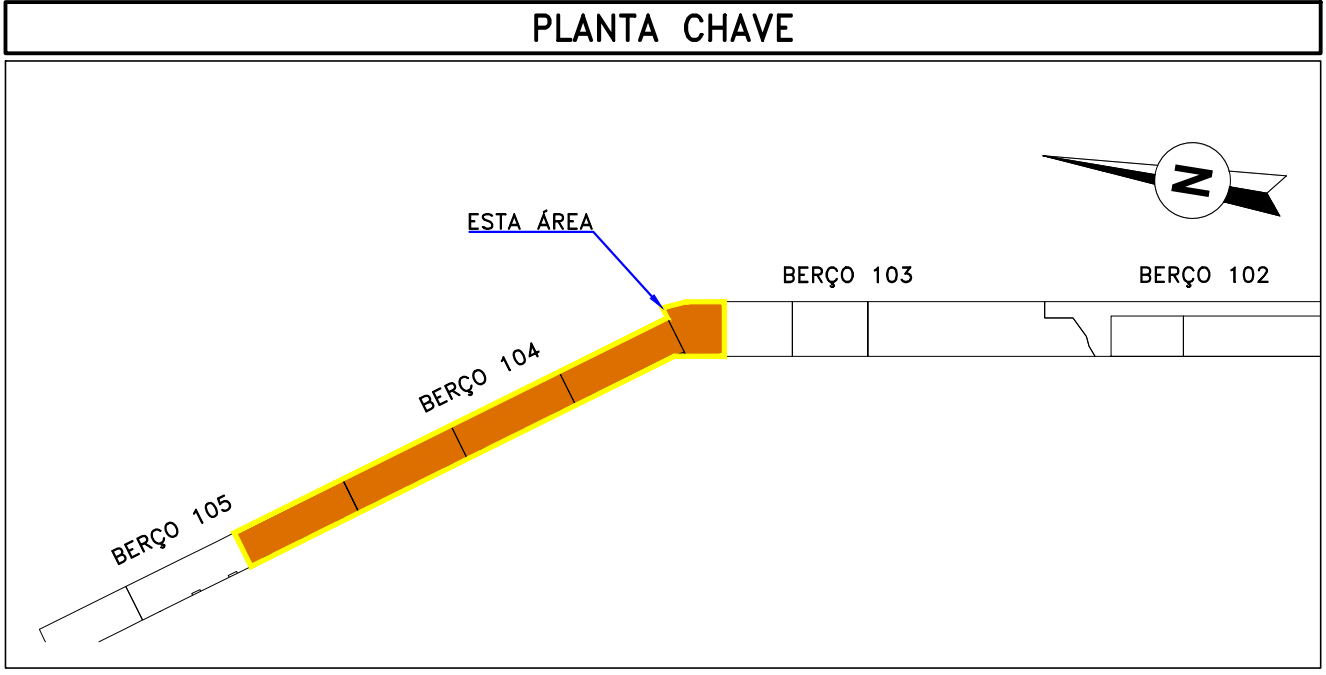 PLANTA CHAVE
N
ESTA ÁREA
BERÇO 103
BERÇO 102
BERÇO 104
BERÇO 105